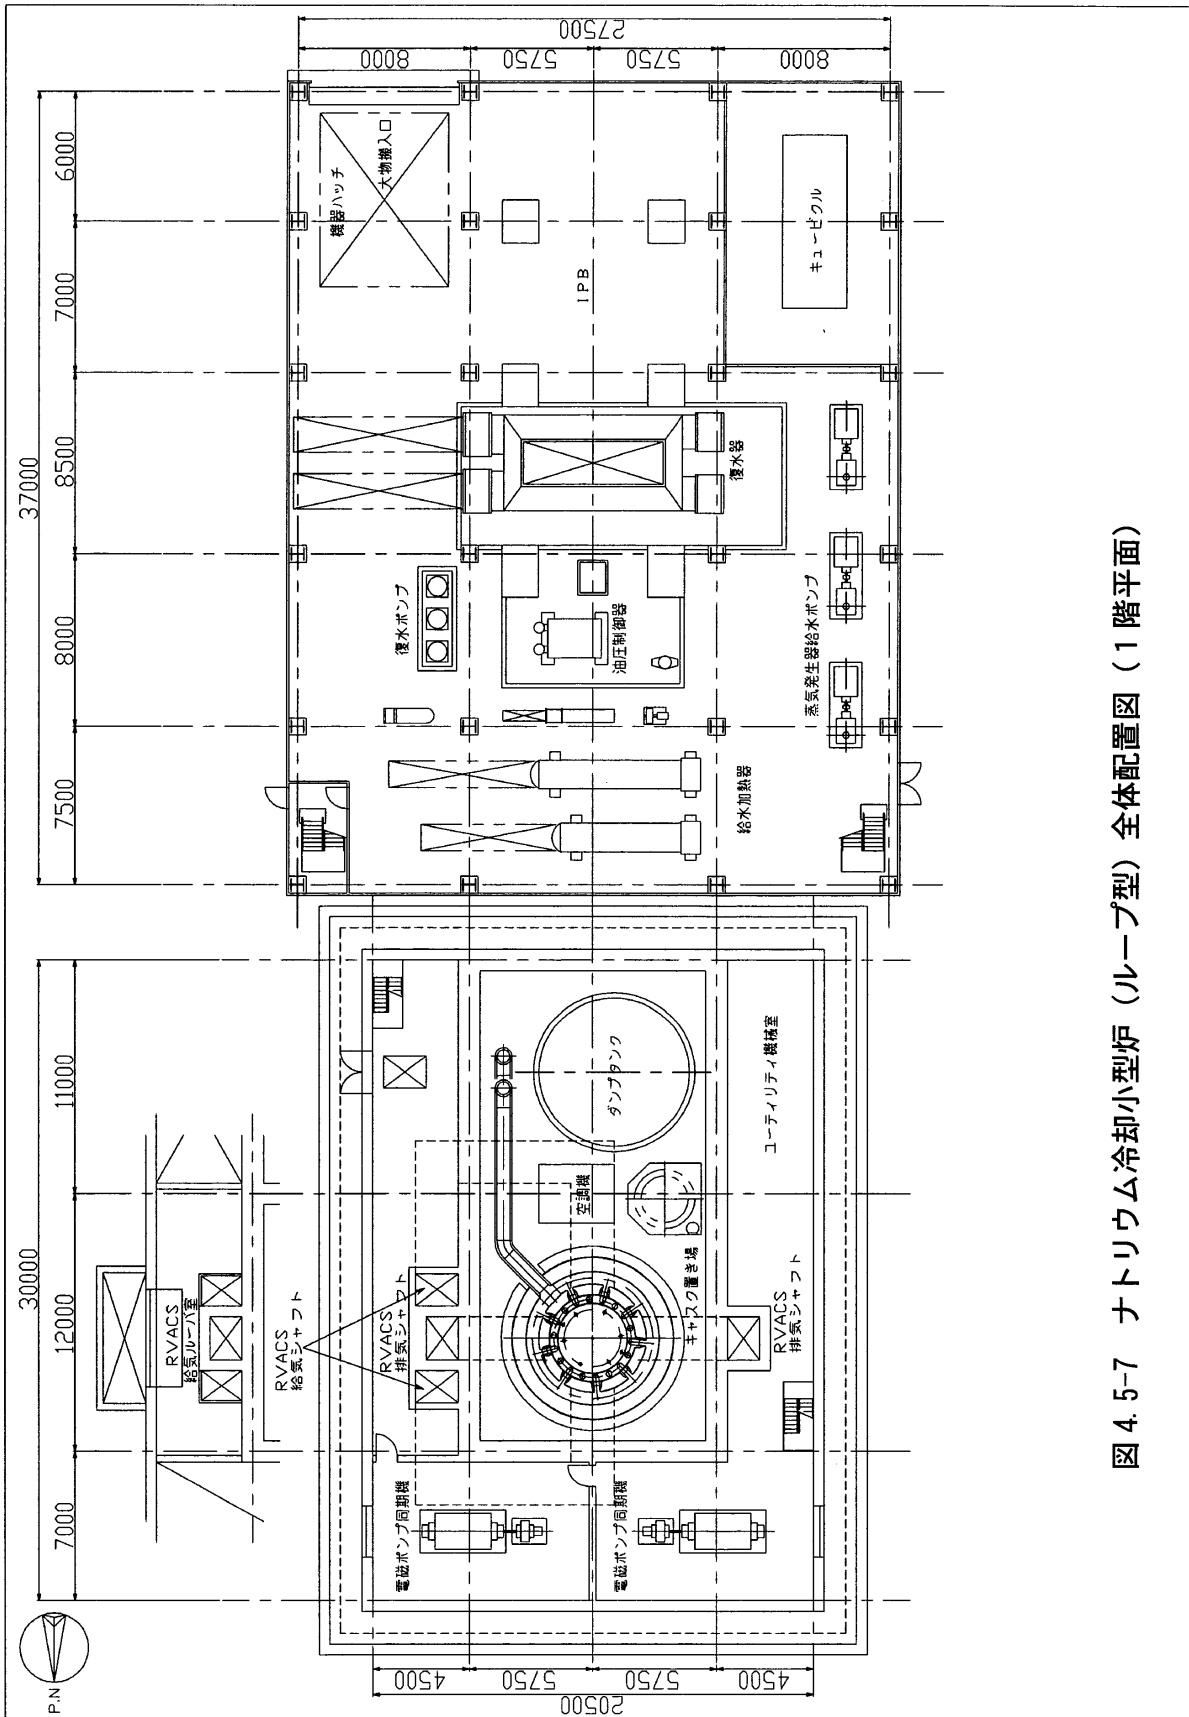 P.N
30000
7000
12000
11000
37000
7500
8000
8500
7000
6000
27500
8000
5750
5750
8000
20500
4500
5750
5750
4500
RVACS
給気ルーバ室
RVACS
給気シャフト
RVACS
排気シャフト
電磁ポンプ同期機
電磁ポンプ同期機
キャスク置き場
RVACS
排気シャフト
空調機
ダンプタンク
ユーティリティ機械室
給水加熱器
復水ポンプ
油圧制御器
蒸気発生器給水ポンプ
復水器
IPB
機器ハッチ
大物搬入口
キュービクル
図 4.5-7 ナトリウム冷却小型炉(ループ型)全体配置図(1階平面)